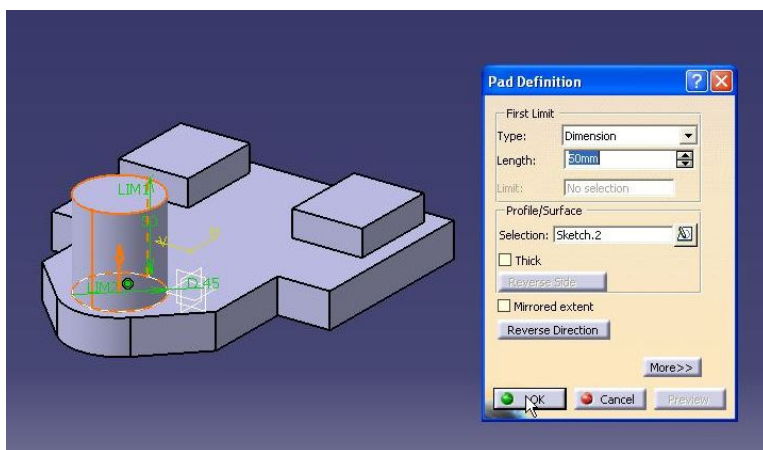 Pad Definition
First Limit
Type: Dimension
Length: 50mm
Limit: No selection
Profile/Surface
Selection: Sketch.2
Thick
Reverse Side
Mirrored extent
Reverse Direction
More>>
OK Cancel Preview
LIM1
LIM2
D 45